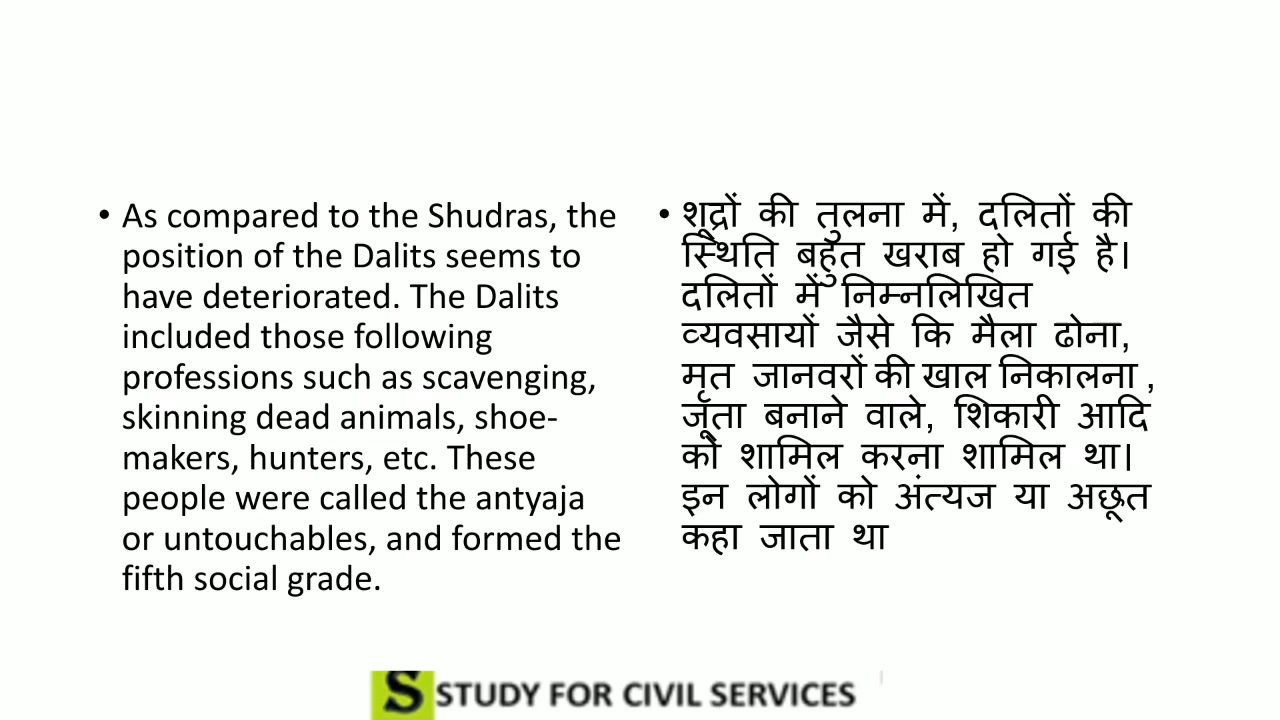 • As compared to the Shudras, the
position of the Dalits seems to
have deteriorated. The Dalits
included those following
professions such as scavenging,
skinning dead animals, shoe-
makers, hunters, etc. These
people were called the antyaja
or untouchables, and formed the
fifth social grade.
• शूद्रों की तुलना में, दलितों की
स्थिति बहुत खराब हो गई है।
दलितों में निम्नलिखित
व्यवसायों जैसे कि मैला ढोना,
मृत जानवरों की खाल निकालना ,
जूता बनाने वाले, शिकारी आदि
को शामिल करना शामिल था।
इन लोगों को अंत्यज या अछूत
कहा जाता था
S STUDY FOR CIVIL SERVICES